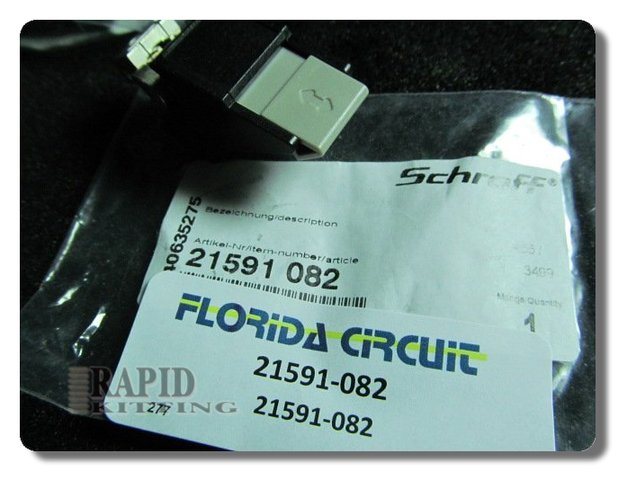 Schroff®
40635275
Bezeichnung/description
Artikel-Nr/item-number/article
21591 082
3499
Menge Quantity
1
FLORIDA CIRCUIT
21591-082
21591-082
RAPID
KITTING